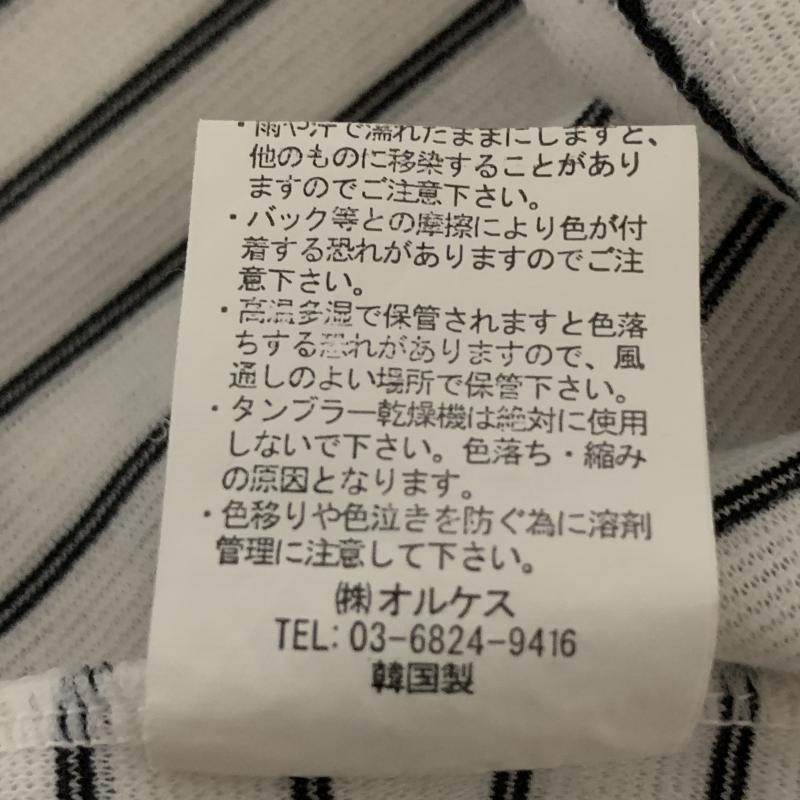 ・雨や汗で濡れたままにしますと、
他のものに移染することがあり
ますのでご注意下さい。
・バック等との摩擦により色が付
着する恐れがありますのでご注
意下さい。
・高温多湿で保管されますと色落
ちする恐れがありますので、風
通しのよい場所で保管下さい。
・タンブラー乾燥機は絶対に使用
しないで下さい。色落ち・縮み
の原因となります。
・色移りや色泣きを防ぐ為に溶剤
管理に注意して下さい。
㈱オルケス
TEL:03-6824-9416
韓国製